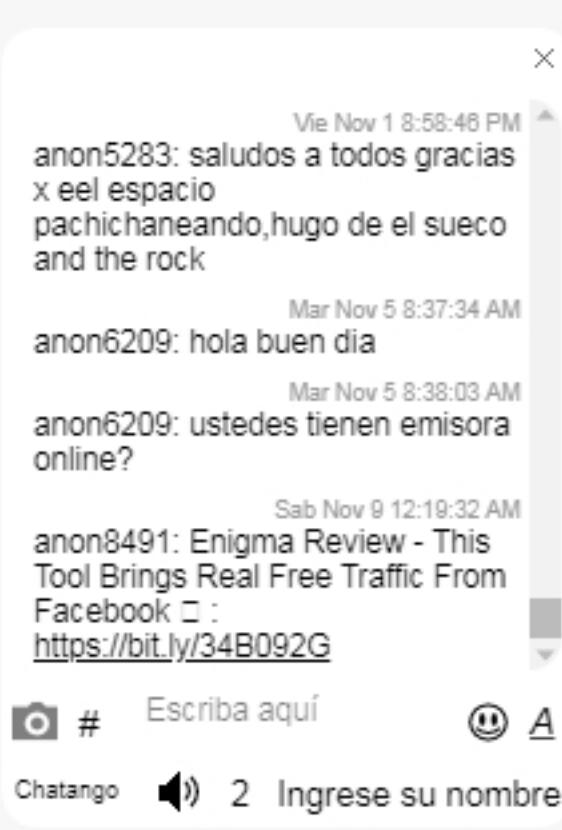 Vie Nov 1 8:58:46 PM
anon5283: saludos a todos gracias
x eel espacio
pachichaneando,hugo de el sueco
and the rock
Mar Nov 5 8:37:34 AM
anon6209: hola buen dia
Mar Nov 5 8:38:03 AM
anon6209: ustedes tienen emisora
online?
Sab Nov 9 12:19:32 AM
anon8491: Enigma Review - This
Tool Brings Real Free Traffic From
Facebook □ :
https://bit.ly/34B092G
# Escriba aquí A
Chatango 2 Ingrese su nombre